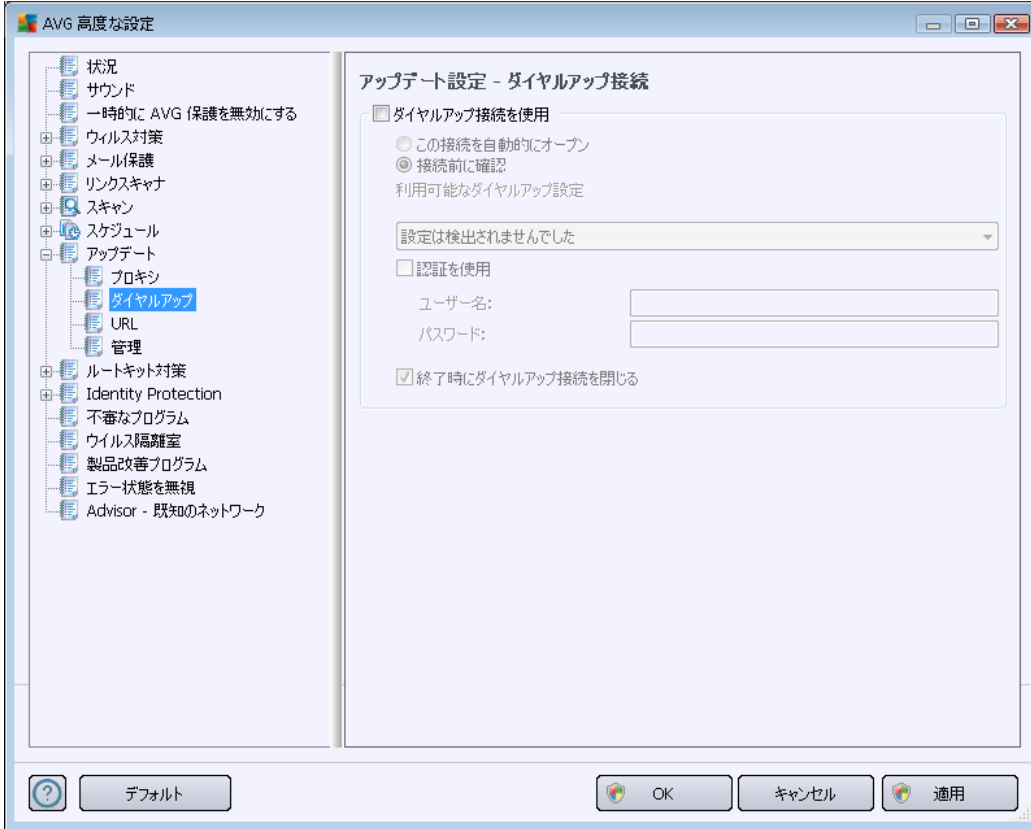 AVG 高度な設定
状況
サウンド
一時的に AVG 保護を無効にする
ウィルス対策
メール保護
リンクスキャナ
スキャン
スケジュール
アップデート
プロキシ
ダイヤルアップ
URL
管理
ルートキット対策
Identity Protection
不審なプログラム
ウイルス隔離室
製品改善プログラム
エラー状態を無視
Advisor - 既知のネットワーク
アップデート設定 - ダイヤルアップ接続
ダイヤルアップ接続を使用
この接続を自動的にオープン
接続前に確認
利用可能なダイヤルアップ設定
設定は検出されませんでした
認証を使用
ユーザー名:
パスワード:
終了時にダイヤルアップ接続を閉じる
デフォルト
OK
キャンセル
適用